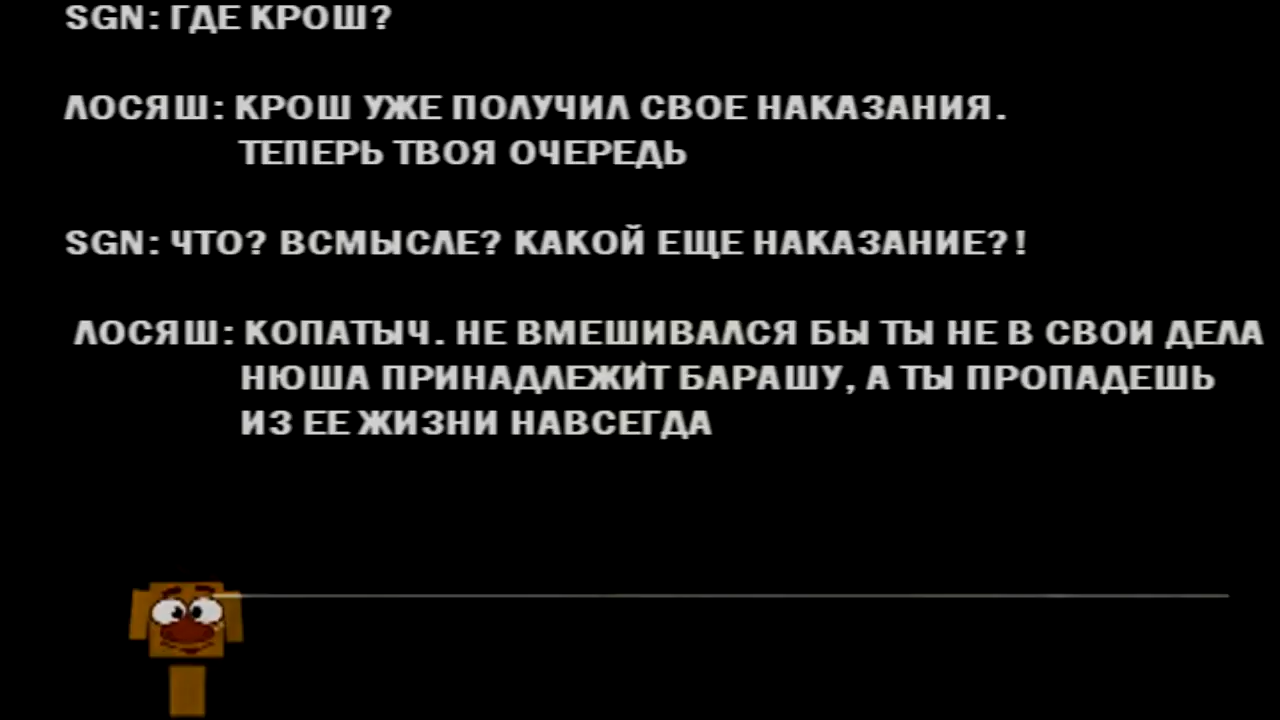 SGN: ГДЕ КРОШ?
ЛОСЯШ: КРОШ УЖЕ ПОЛУЧИЛ СВОЕ НАКАЗАНИЯ.
ТЕПЕРЬ ТВОЯ ОЧЕРЕДЬ
SGN: ЧТО? ВСМЫСЛЕ? КАКОЙ ЕЩЕ НАКАЗАНИЕ?!
ЛОСЯШ: КОПАТЫЧ. НЕ ВМЕШИВАЛСЯ БЫ ТЫ НЕ В СВОИ ДЕЛА
НЮША ПРИНАДЛЕЖИТ БАРАШУ, А ТЫ ПРОПАДЕШЬ
ИЗ ЕЕ ЖИЗНИ НАВСЕГДА